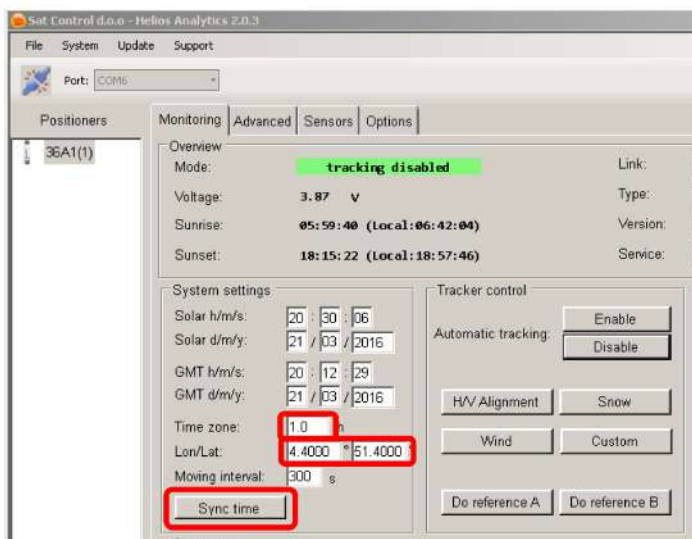 Sat Control d.o.o - Helios Analytics 2.0.3
File System Update Support
Port: COM6
Positioners
36A1(1)
Monitoring Advanced Sensors Options
Overview
Mode: tracking disabled Link:
Voltage: 3.87 V Type:
Sunrise: 05:59:40 (Local:06:42:04) Version:
Sunset: 18:15:22 (Local:18:57:46) Service:
System settings
Solar h/m/s: 20 : 30 : 06
Solar d/m/y: 21 / 03 / 2016
GMT h/m/s: 20 : 12 : 29
GMT d/m/y: 21 / 03 / 2016
Time zone: 1.0 h
Lon/Lat: 4.4000 ° 51.4000 °
Moving interval: 300 s
Sync time
Tracker control
Automatic tracking: Enable
Disable
H/V Alignment Snow
Wind Custom
Do reference A Do reference B